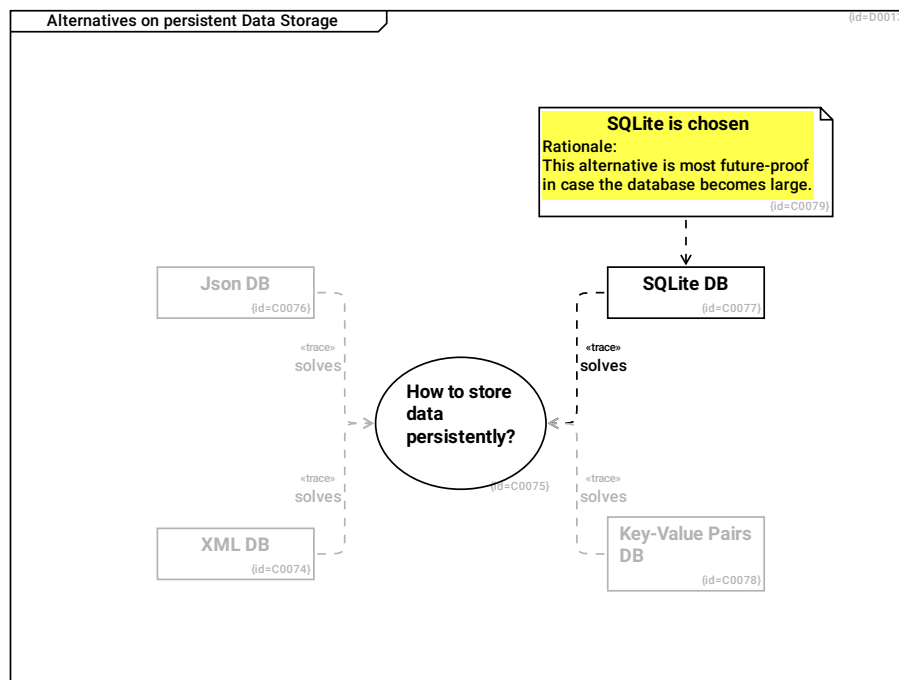 Alternatives on persistent Data Storage
{id=D001
SQLite is chosen
Rationale:
This alternative is most future-proof
in case the database becomes large.
{id=C0079}
Json DB
{id=C0076}
SQLite DB
{id=C0077}
«trace»
solves
«trace»
solves
How to store
data
persistently?
{id=C0075}
«trace»
solves
«trace»
solves
XML DB
{id=C0074}
Key-Value Pairs
DB
{id=C0078}